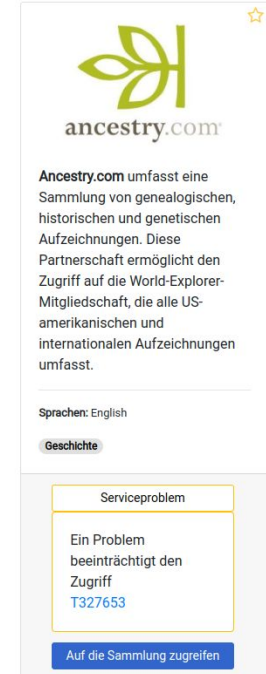 ancestry.com
Ancestry.com umfasst eine
Sammlung von genealogischen,
historischen und genetischen
Aufzeichnungen. Diese
Partnerschaft ermöglicht den
Zugriff auf die World-Explorer-
Mitgliedschaft, die alle US-
amerikanischen und
internationalen Aufzeichnungen
umfasst.
Sprachen: English
Geschichte
Serviceproblem
Ein Problem
beeinträchtigt den
Zugriff
T327653
Auf die Sammlung zugreifen